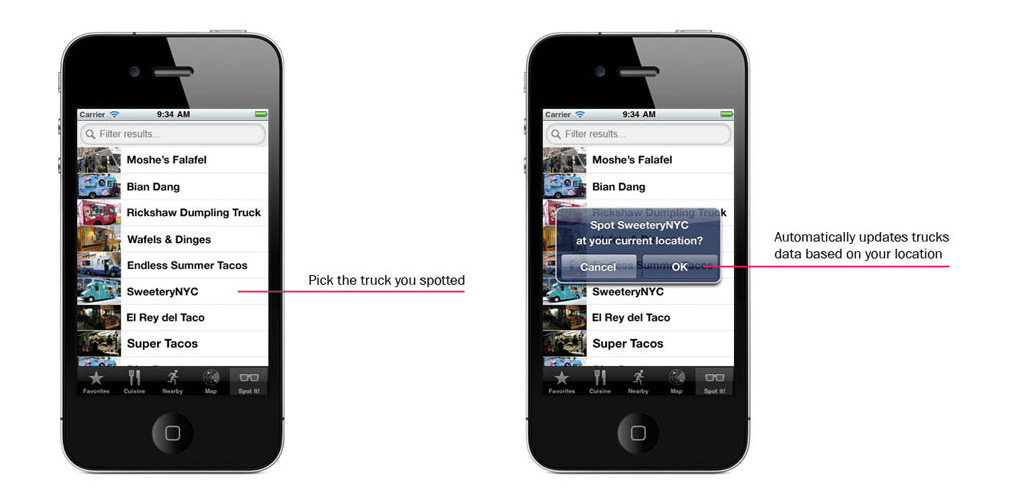 Carrier 9:34 AM
Filter results...
Moshe's Falafel
Bian Dang
Rickshaw Dumpling Truck
Wafels & Dinges
Endless Summer Tacos
SweeteryNYC
El Rey del Taco
Super Tacos
Favorites Cuisine Nearby Map Spot It!
Pick the truck you spotted
Carrier 9:34 AM
Filter results...
Moshe's Falafel
Bian Dang
Rickshaw Dumpling Truck
Spot SweeteryNYC
at your current location?
Cancel OK
SweeteryNYC
El Rey del Taco
Super Tacos
Favorites Cuisine Nearby Map Spot It!
Automatically updates trucks
data based on your location